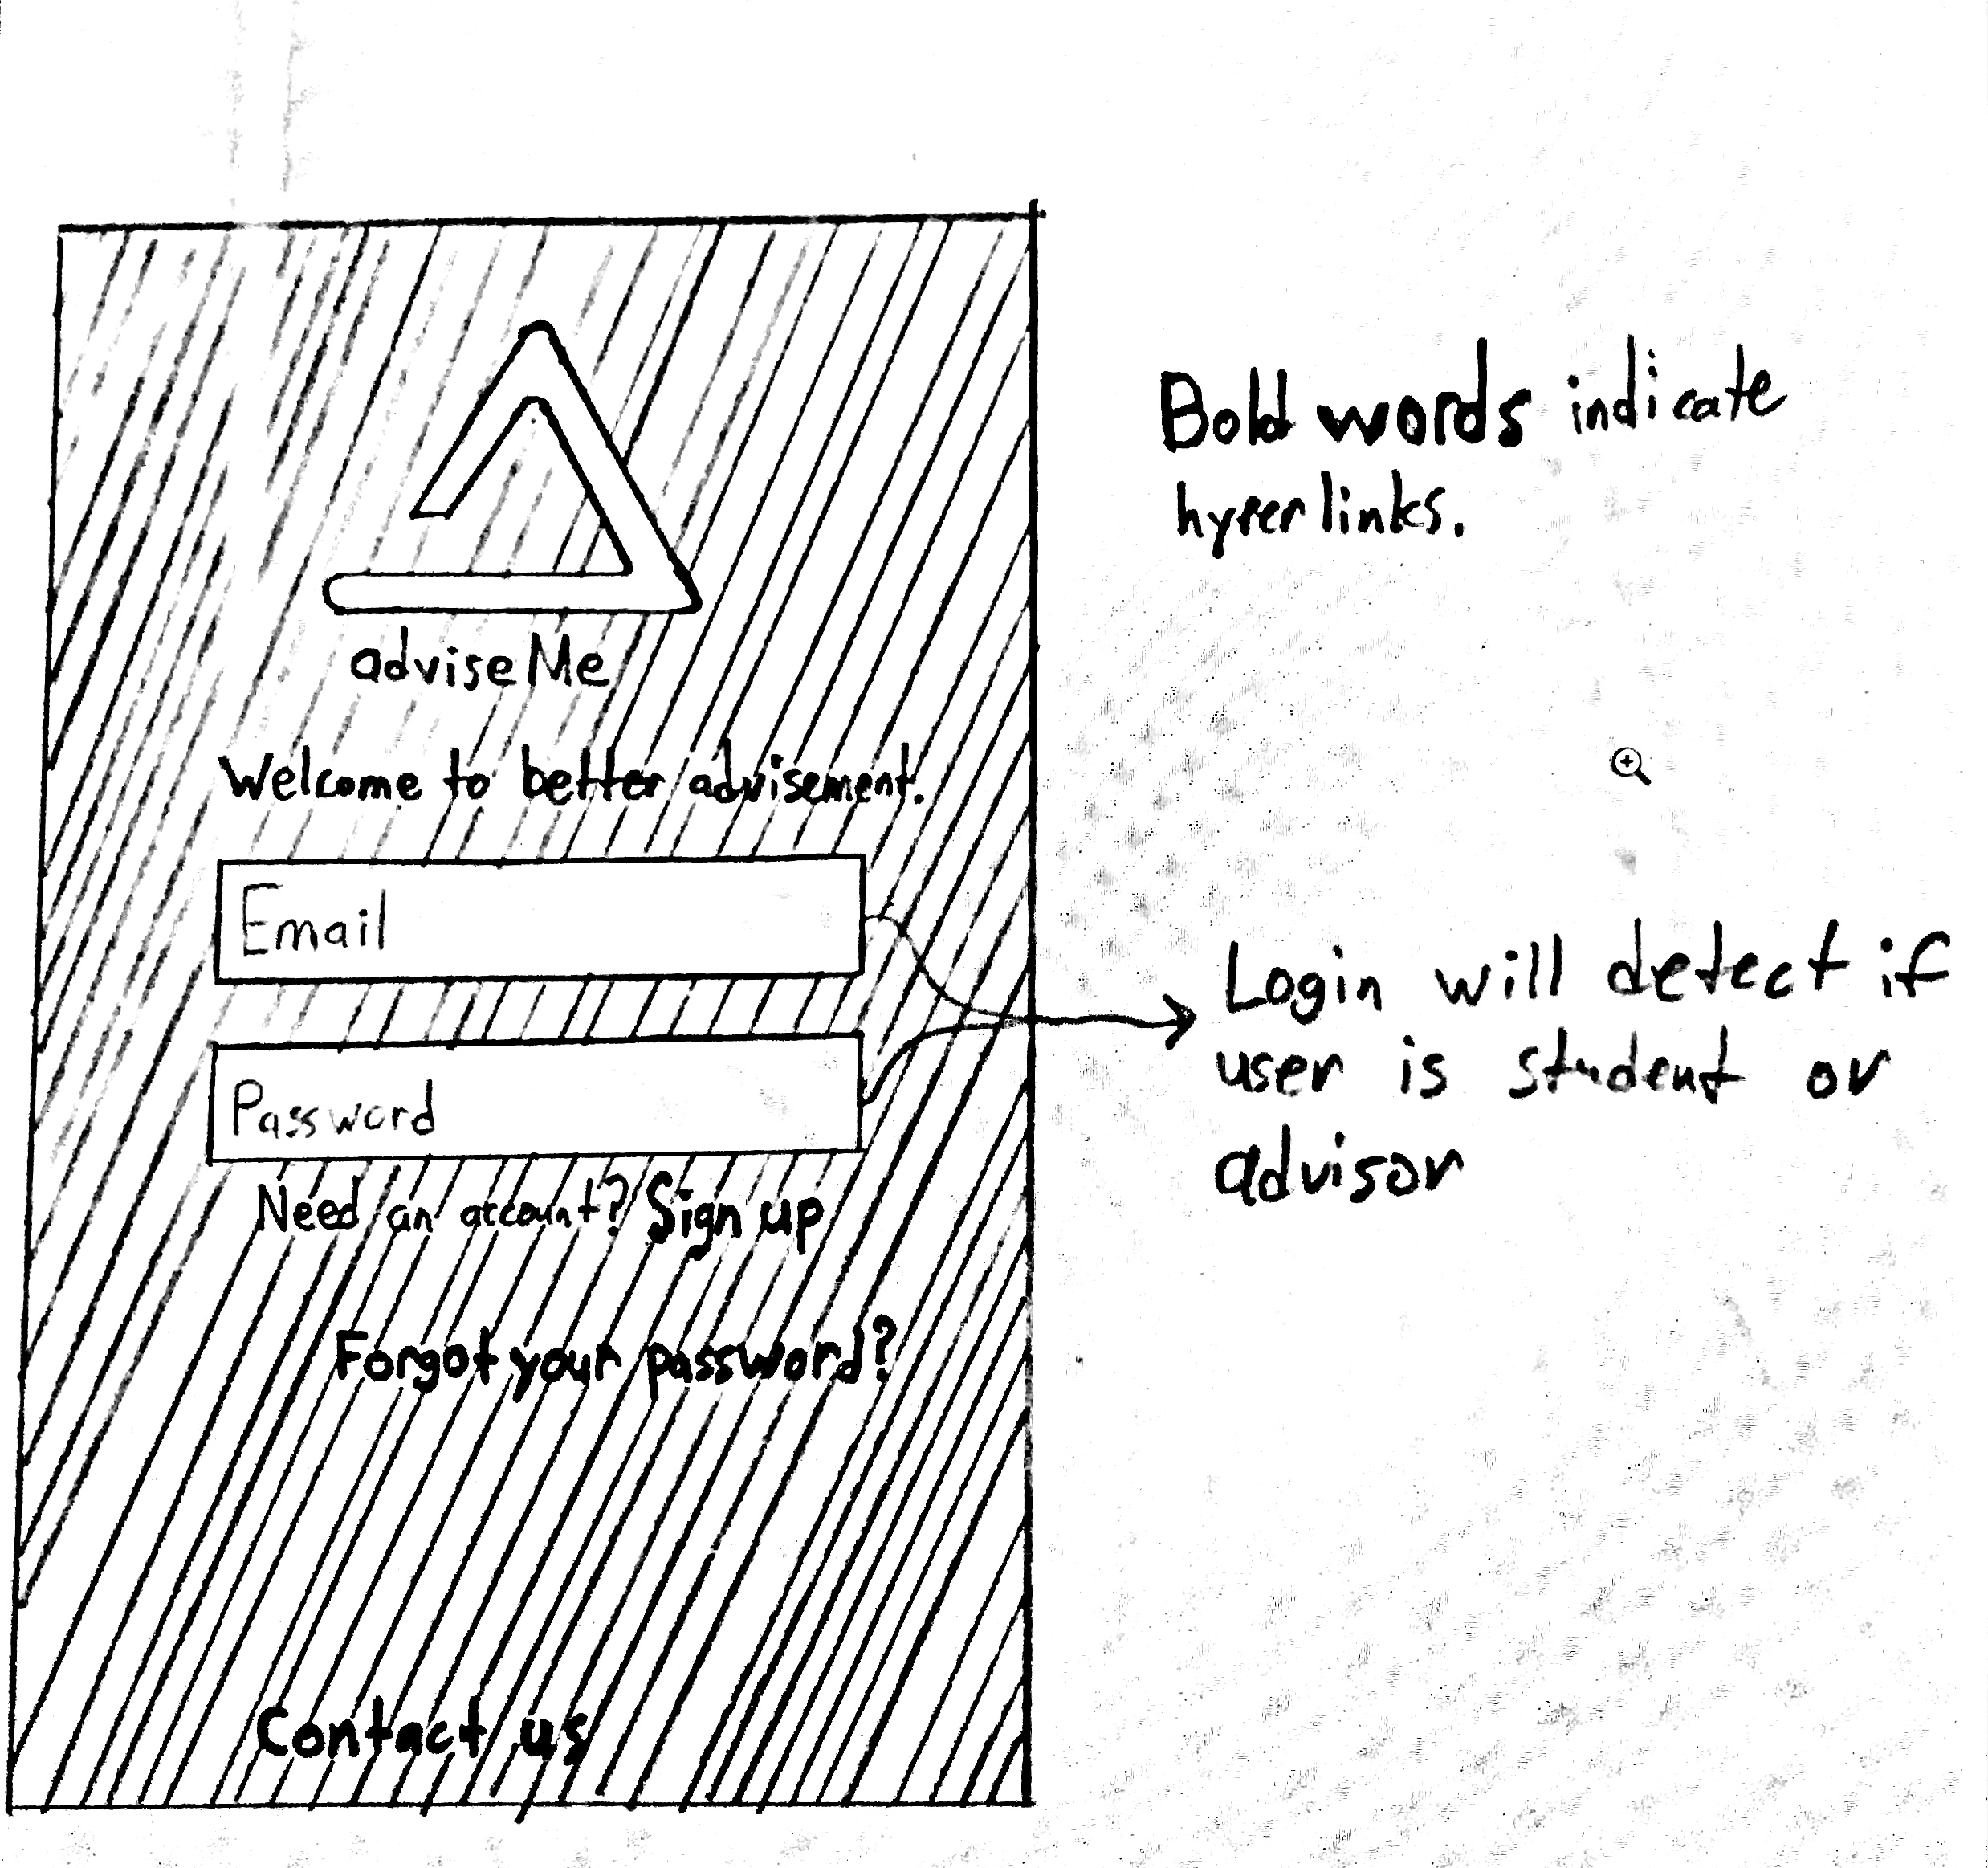 adviseMe
Welcome to better advisement.
Email
Password
Need an account? Sign up
Forgot your password?
Contact us
Bold words indicate
hyperlinks.
Login will detect if
user is student or
advisor